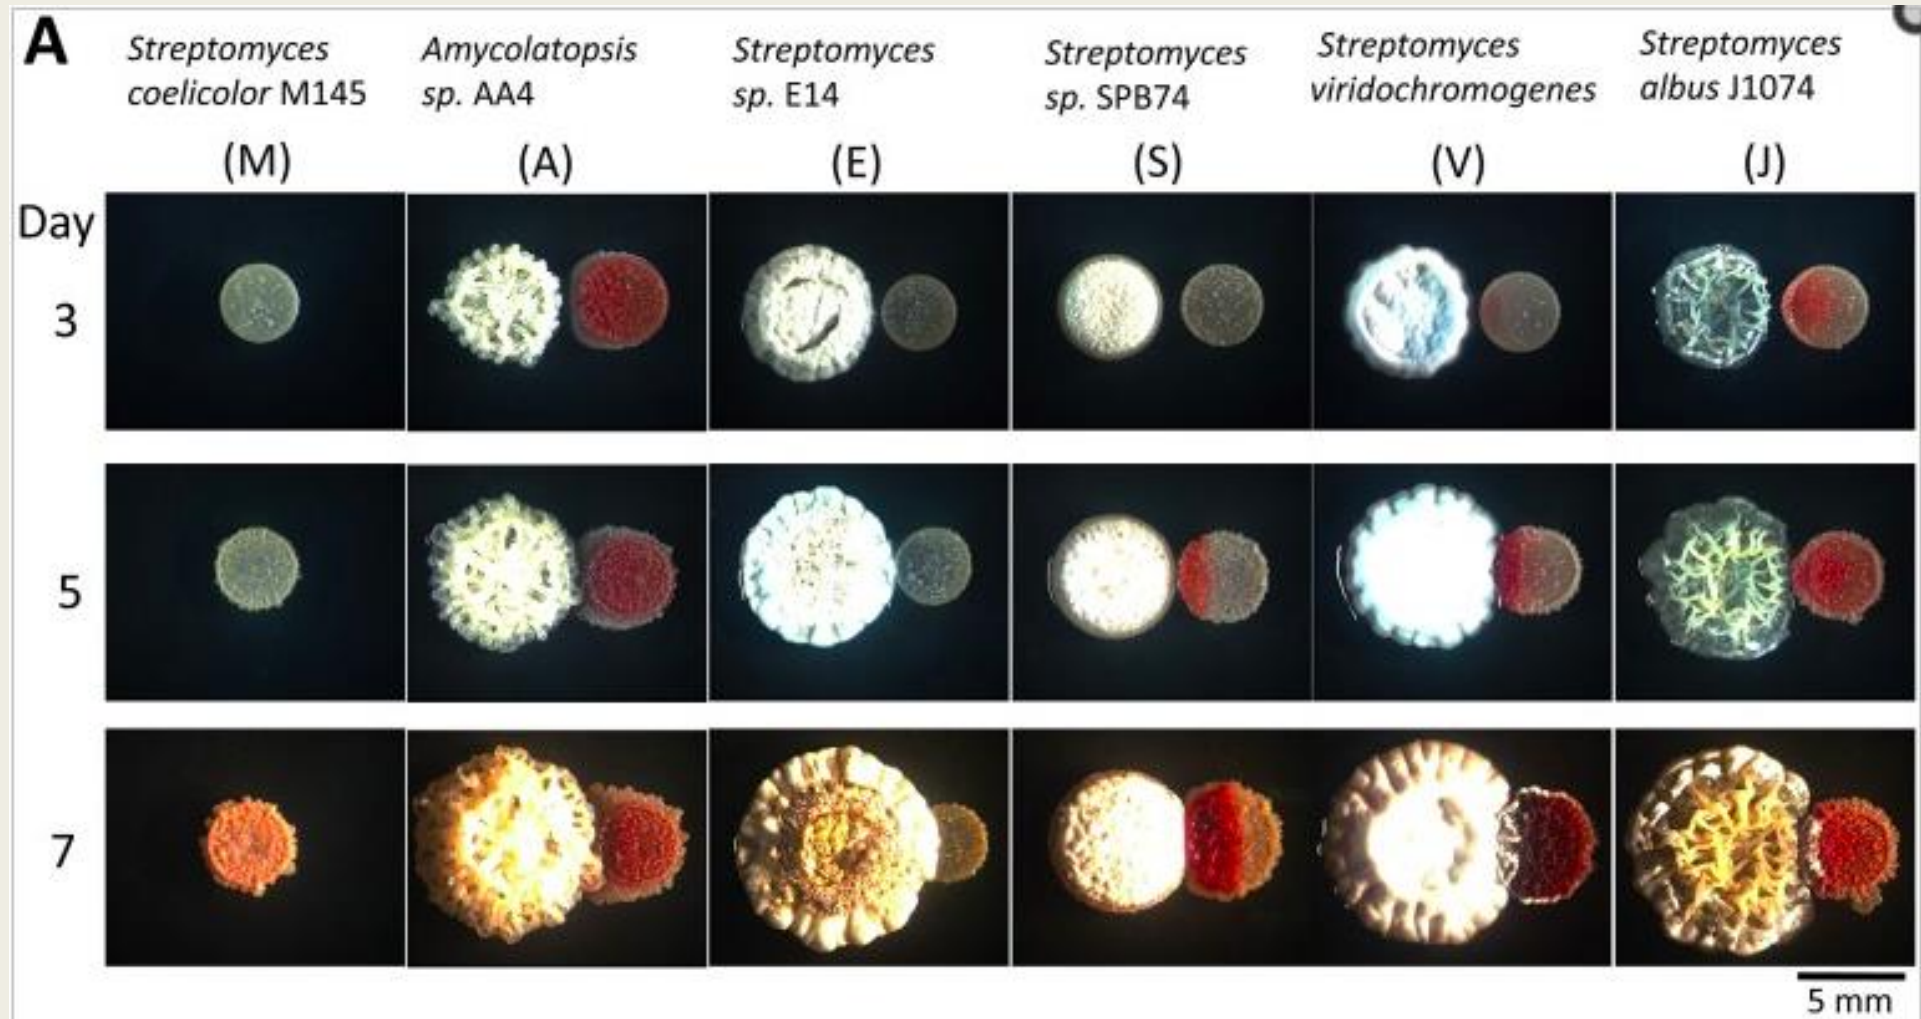 A
Streptomyces
coelicolor M145
(M)
Amycolatopsis
sp. AA4
(A)
Streptomyces
sp. E14
(E)
Streptomyces
sp. SPB74
(S)
Streptomyces
viridochromogenes
(V)
Streptomyces
albus J1074
(J)
Day
3
5
7
5 mm